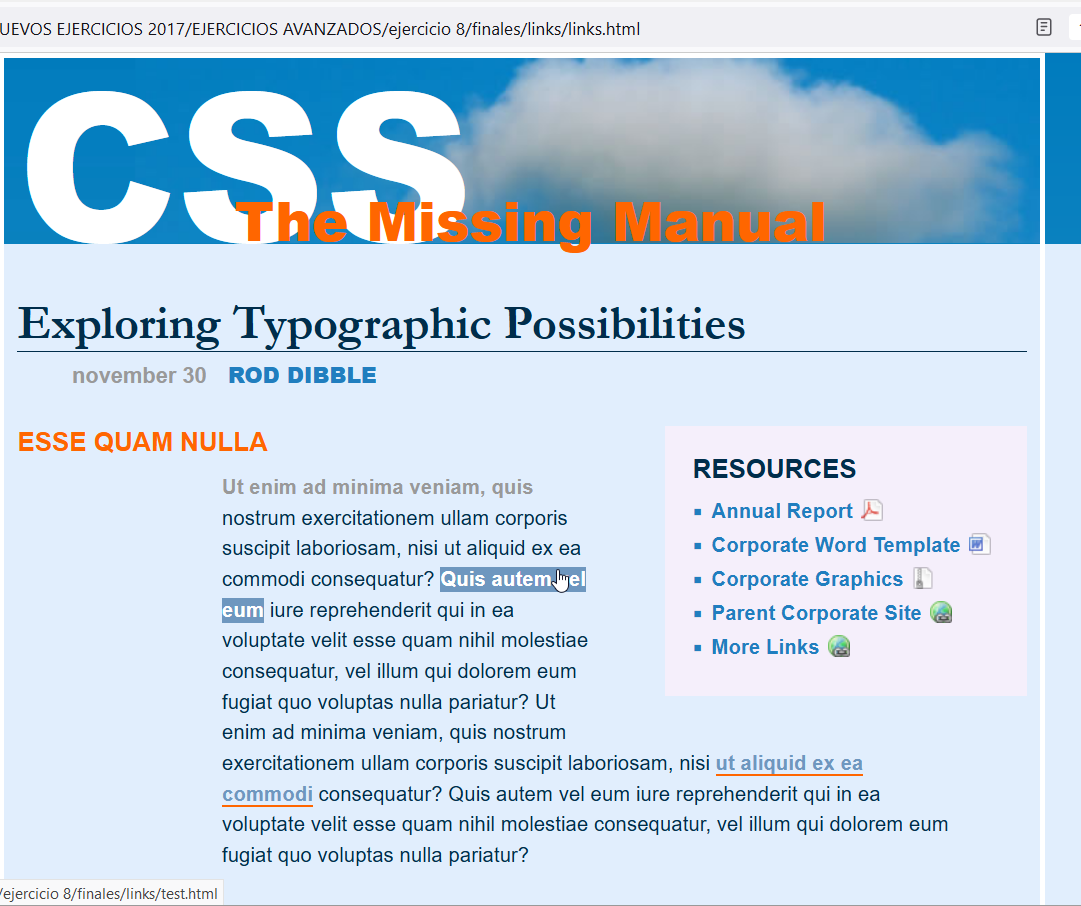 UEVOS EJERCICIOS 2017/EJERCICIOS AVANZADOS/ejercicio 8/finales/links/links.html
CSS
The Missing Manual
Exploring Typographic Possibilities
november 30 ROD DIBBLE
ESSE QUAM NULLA
Ut enim ad minima veniam, quis
nostrum exercitationem ullam corporis
suscipit laboriosam, nisi ut aliquid ex ea
commodi consequatur? Quis autem vel
eum iure reprehenderit qui in ea
voluptate velit esse quam nihil molestiae
consequatur, vel illum qui dolorem eum
fugiat quo voluptas nulla pariatur? Ut
enim ad minima veniam, quis nostrum
exercitationem ullam corporis suscipit laboriosam, nisi ut aliquid ex ea
commodi consequatur? Quis autem vel eum iure reprehenderit qui in ea
voluptate velit esse quam nihil molestiae consequatur, vel illum qui dolorem eum
fugiat quo voluptas nulla pariatur?
RESOURCES
Annual Report
Corporate Word Template
Corporate Graphics
Parent Corporate Site
More Links
/ejercicio 8/finales/links/test.html